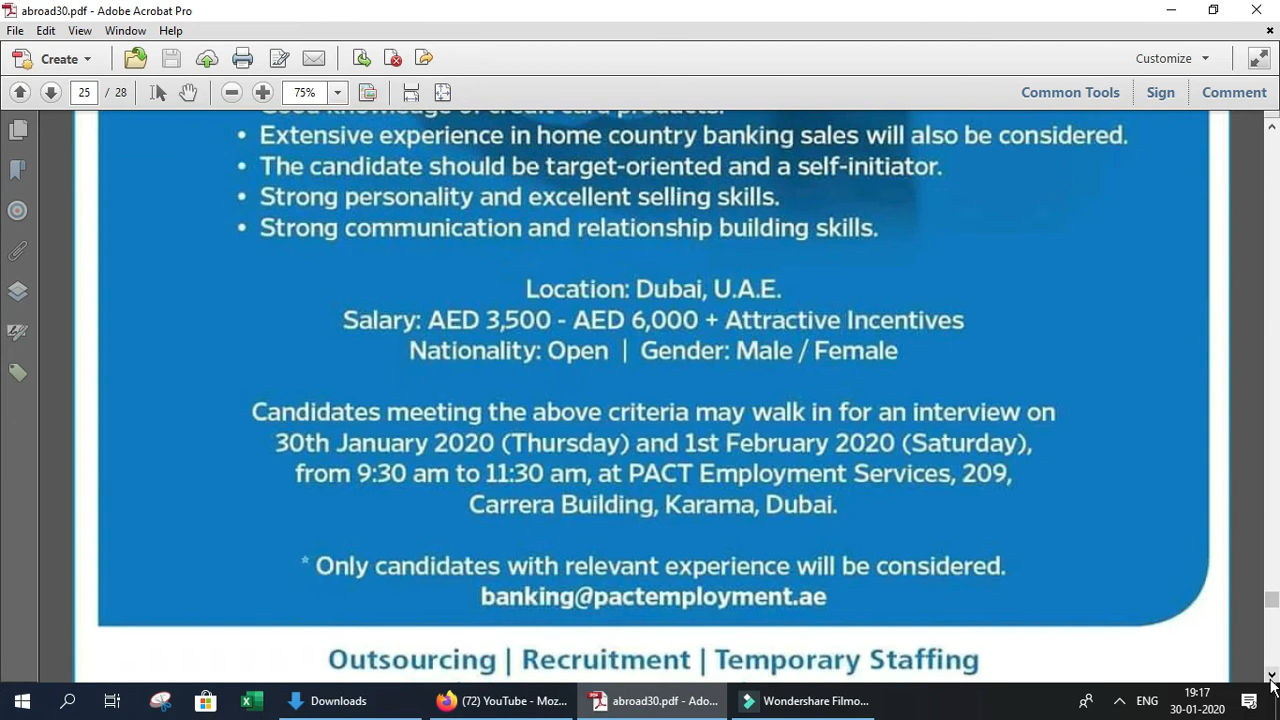 abroad30.pdf - Adobe Acrobat Pro
File Edit View Window Help
Create
Customize
25 / 28
75%
Common Tools Sign Comment
Good knowledge of credit card products.
• Extensive experience in home country banking sales will also be considered.
• The candidate should be target-oriented and a self-initiator.
• Strong personality and excellent selling skills.
• Strong communication and relationship building skills.
Location: Dubai, U.A.E.
Salary: AED 3,500 - AED 6,000 + Attractive Incentives
Nationality: Open | Gender: Male / Female
Candidates meeting the above criteria may walk in for an interview on
30th January 2020 (Thursday) and 1st February 2020 (Saturday),
from 9:30 am to 11:30 am, at PACT Employment Services, 209,
Carrera Building, Karama, Dubai.
* Only candidates with relevant experience will be considered.
banking@pactemployment.ae
Outsourcing | Recruitment | Temporary Staffing
Downloads
(72) YouTube - Moz...
abroad30.pdf - Ado...
Wondershare Filmo...
ENG
19:17
30-01-2020